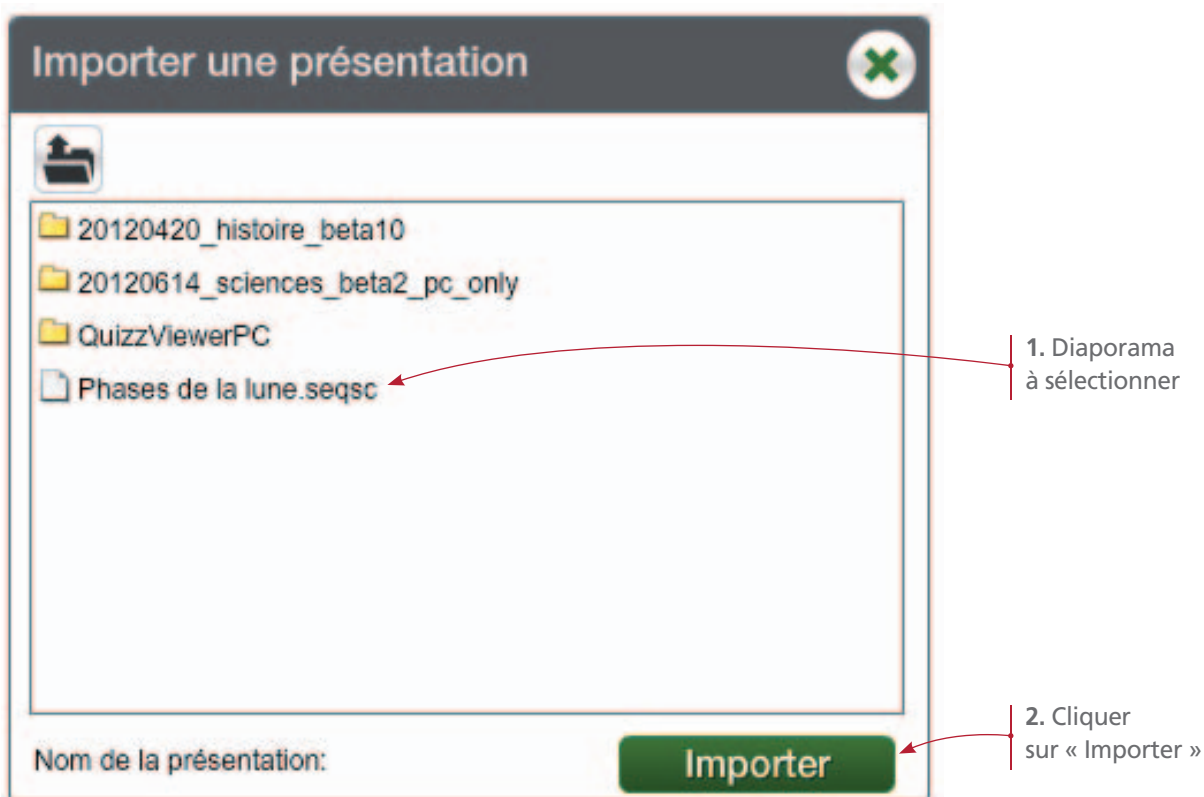 Importer une présentation
20120420_histoire_beta10
20120614_sciences_beta2_pc_only
QuizzViewerPC
Phases de la lune.seqsc
1. Diaporama
à sélectionner
Nom de la présentation:
Importer
2. Cliquer
sur « Importer »